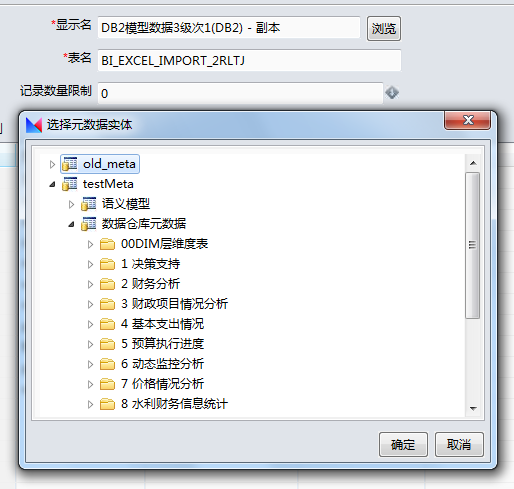 *显示名 DB2模型数据3级次1(DB2) - 副本 浏览
*表名 BI_EXCEL_IMPORT_2RLTJ
记录数量限制 0
选择元数据实体
old_meta
testMeta
语义模型
数据仓库元数据
00DIM层维度表
1 决策支持
2 财务分析
3 财政项目情况分析
4 基本支出情况
5 预算执行进度
6 动态监控分析
7 价格情况分析
8 水利财务信息统计
确定 取消